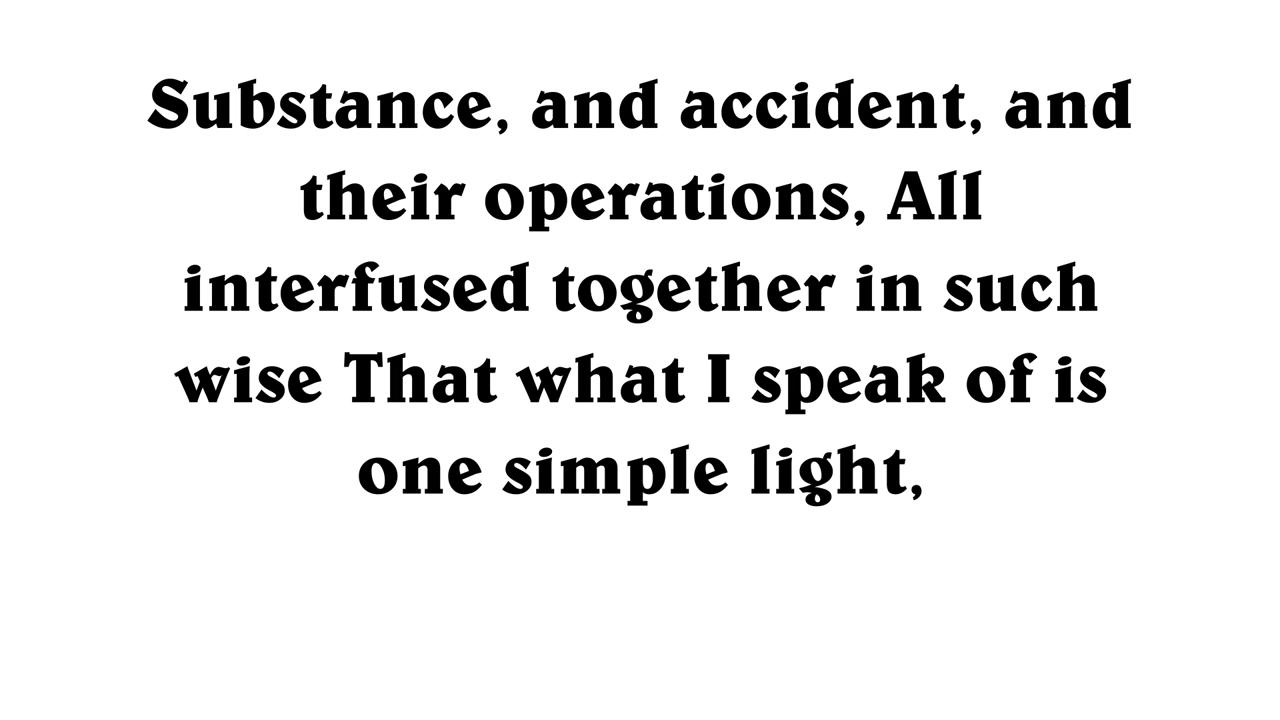 Substance, and accident, and
their operations, All
interfused together in such
wise That what I speak of is
one simple light,